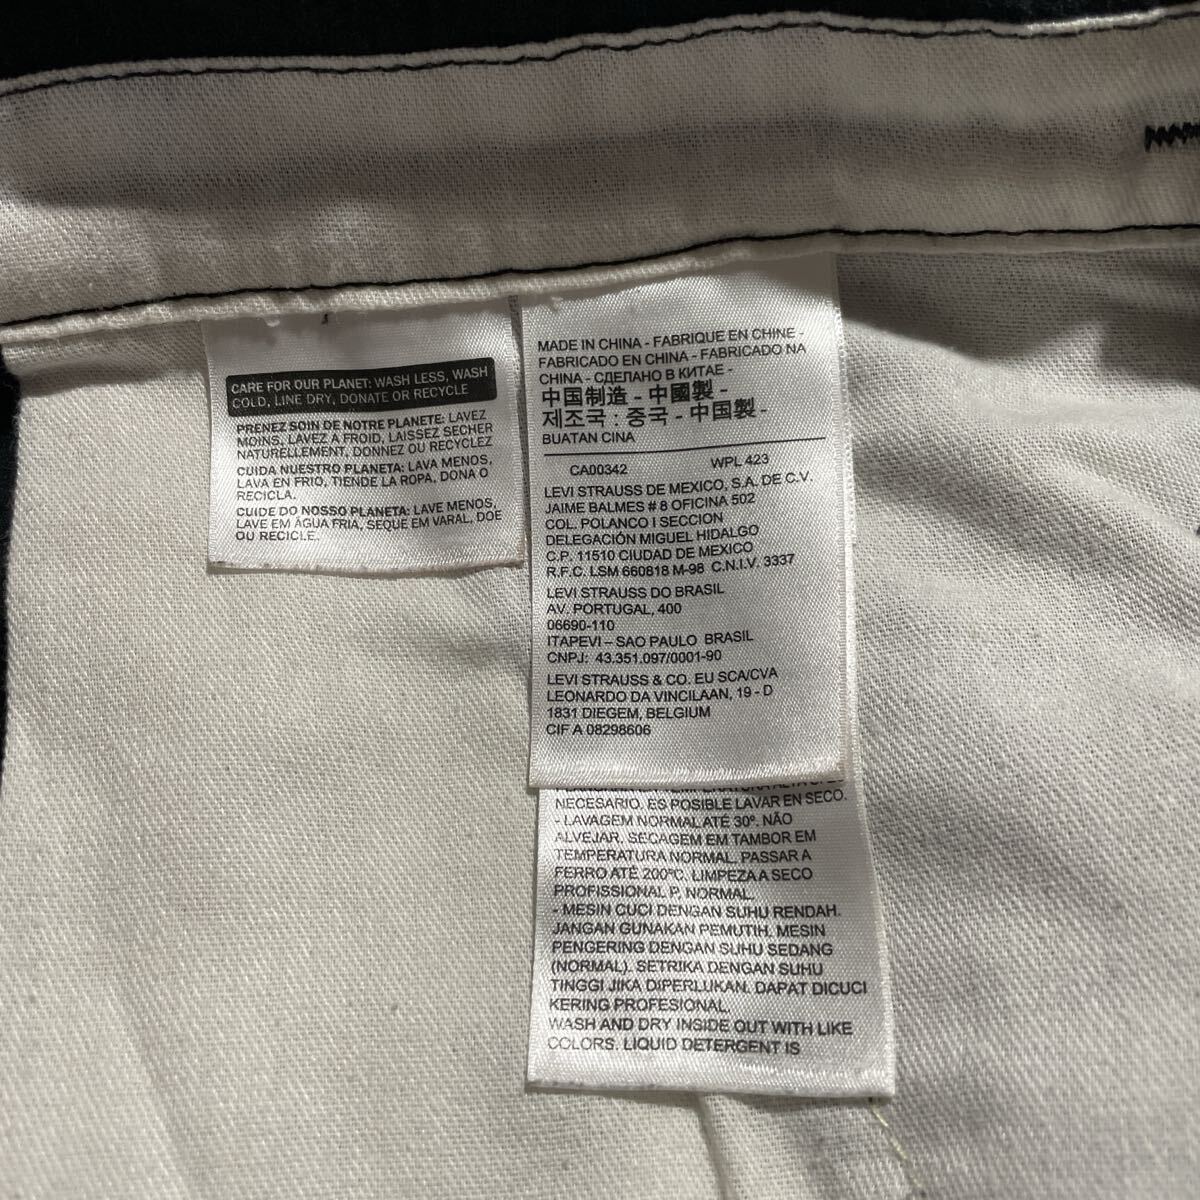 CARE FOR OUR PLANET: WASH LESS, WASH
COLD, LINE DRY, DONATE OR RECYCLE
PRENEZ SOIN DE NOTRE PLANETE: LAVEZ
MOINS, LAVEZ A FROID, LAISSEZ SECHER
NATURELLEMENT, DONNEZ OU RECYCLEZ
CUIDA NUESTRO PLANETA: LAVA MENOS,
LAVA EN FRIO, TIENDE LA ROPA, DONA O
RECICLA.
CUIDE DO NOSSO PLANETA: LAVE MENOS,
LAVE EM ÁGUA FRIA, SEQUE EM VARAL, DOE
OU RECICLE.
MADE IN CHINA - FABRIQUE EN CHINE -
FABRICADO EN CHINA - FABRICADO NA
CHINA - СДЕЛАНО В КИТАЕ -
中国制造 - 中國製 -
제조국 : 중국 - 中国製 -
BUATAN CINA
CA00342 WPL 423
LEVI STRAUSS DE MEXICO, S.A. DE C.V.
JAIME BALMES # 8 OFICINA 502
COL. POLANCO I SECCION
DELEGACIÓN MIGUEL HIDALGO
C.P. 11510 CIUDAD DE MEXICO
R.F.C. LSM 660818 M-98 C.N.I.V. 3337
LEVI STRAUSS DO BRASIL
AV. PORTUGAL, 400
06690-110
ITAPEVI – SAO PAULO BRASIL
CNPJ: 43.351.097/0001-90
LEVI STRAUSS & CO. EU SCA/CVA
LEONARDO DA VINCILAAN, 19 - D
1831 DIEGEM, BELGIUM
CIF A 08298606
NECESARIO. ES POSIBLE LAVAR EN SECO.
- LAVAGEM NORMAL ATÉ 30º. NÃO
ALVEJAR. SECAGEM EM TAMBOR EM
TEMPERATURA NORMAL. PASSAR A
FERRO ATÉ 200ºC. LIMPEZA A SECO
PROFISSIONAL P, NORMAL.
- MESIN CUCI DENGAN SUHU RENDAH.
JANGAN GUNAKAN PEMUTIH. MESIN
PENGERING DENGAN SUHU SEDANG
(NORMAL). SETRIKA DENGAN SUHU
TINGGI JIKA DIPERLUKAN. DAPAT DICUCI
KERING PROFESIONAL.
WASH AND DRY INSIDE OUT WITH LIKE
COLORS. LIQUID DETERGENT IS